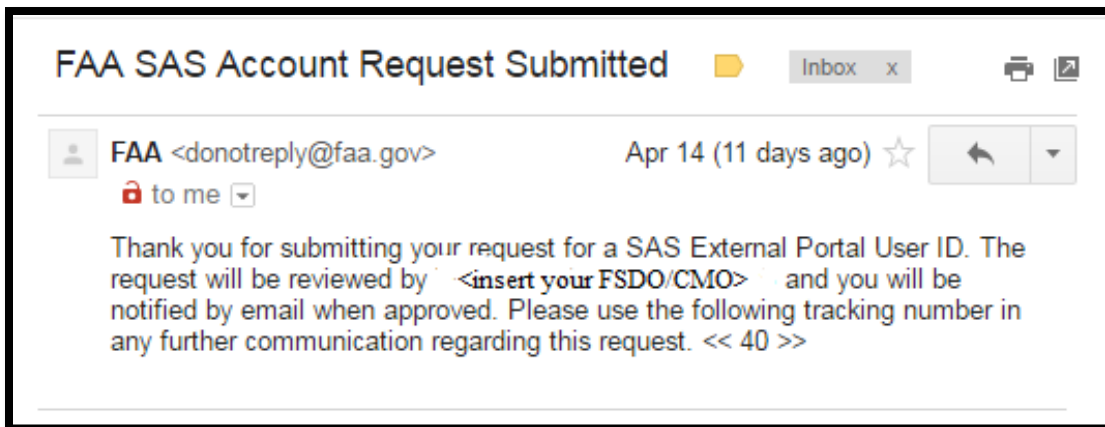 FAA SAS Account Request Submitted Inbox x
FAA <donotreply@faa.gov> Apr 14 (11 days ago)
to me
Thank you for submitting your request for a SAS External Portal User ID. The
request will be reviewed by <insert your FSDO/CMO> and you will be
notified by email when approved. Please use the following tracking number in
any further communication regarding this request. << 40 >>